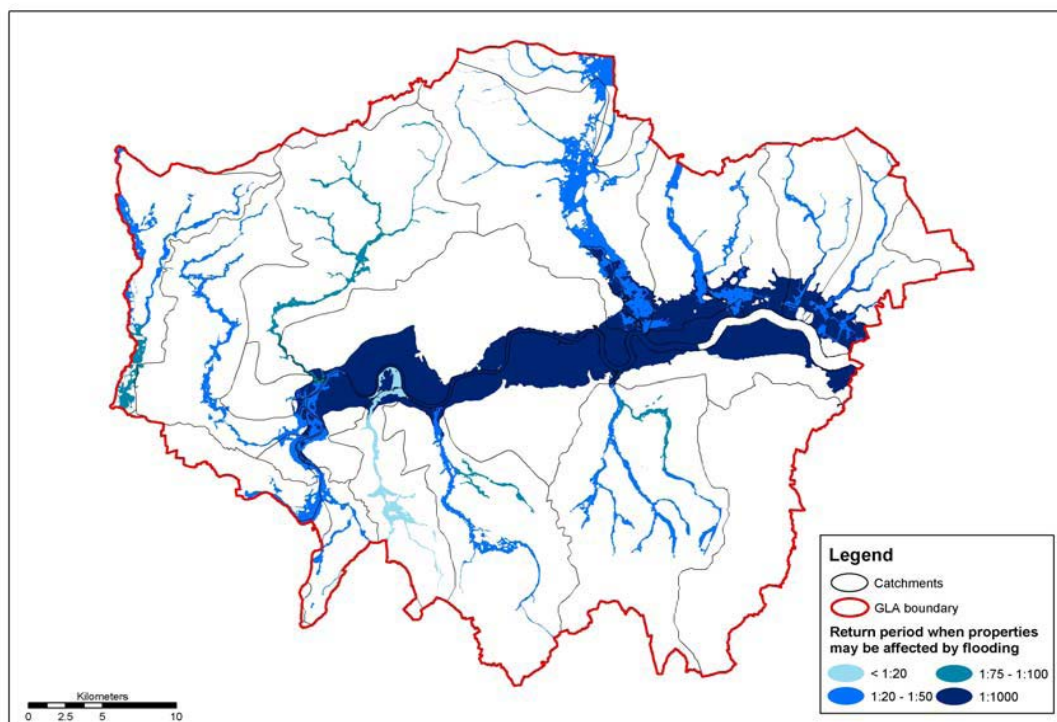 Legend
Catchments
GLA boundary
Return period when properties
may be affected by flooding
< 1:20
1:75 - 1:100
1:20 - 1:50
1:1000
Kilometers
0 2.5 5 10